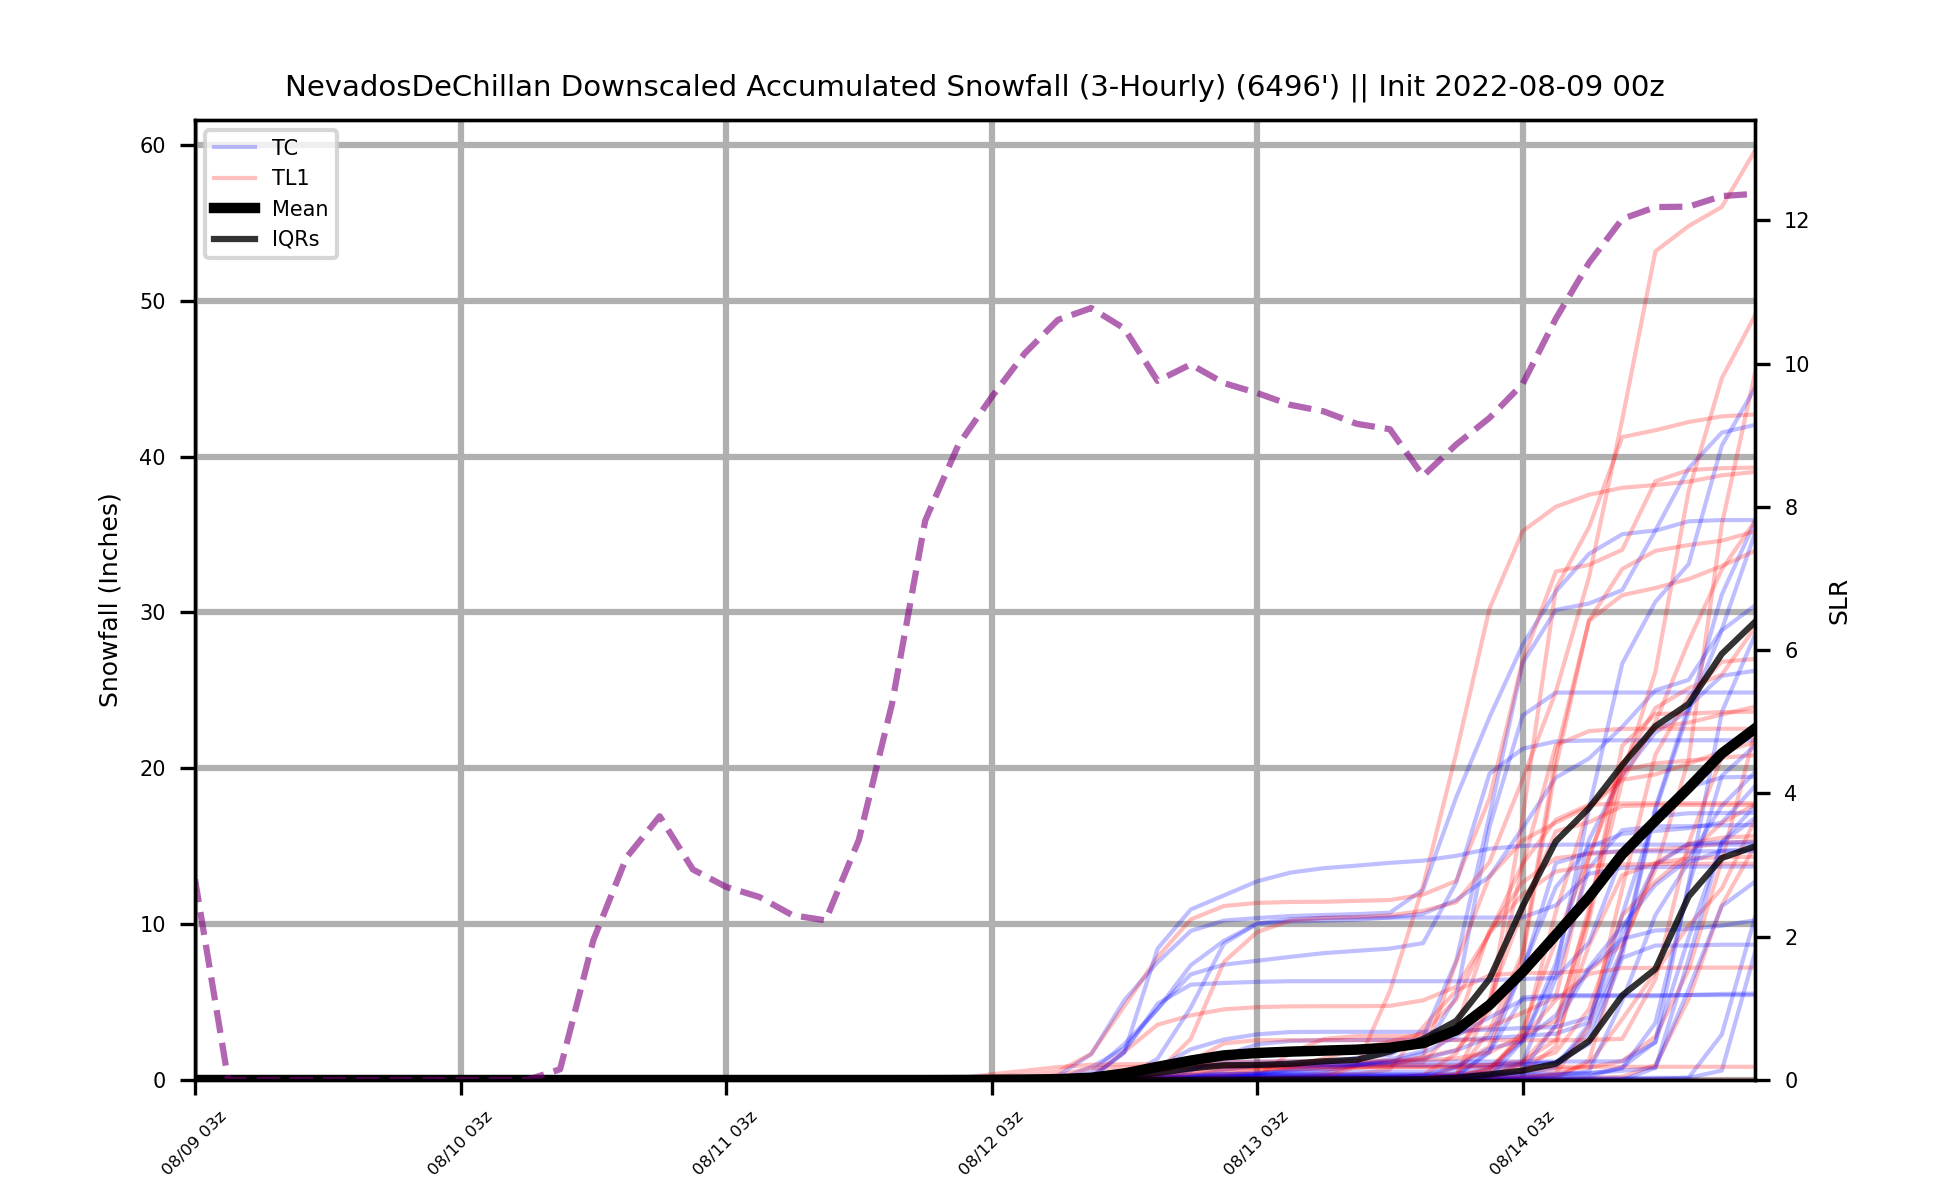 NevadosDeChillan Downscaled Accumulated Snowfall (3-Hourly) (6496') || Init 2022-08-09 00z
TC
TL1
Mean
IQRs
Snowfall (Inches)
60
50
40
30
20
10
0
SLR
12
10
8
6
4
2
0
08/09 03z
08/10 03z
08/11 03z
08/12 03z
08/13 03z
08/14 03z